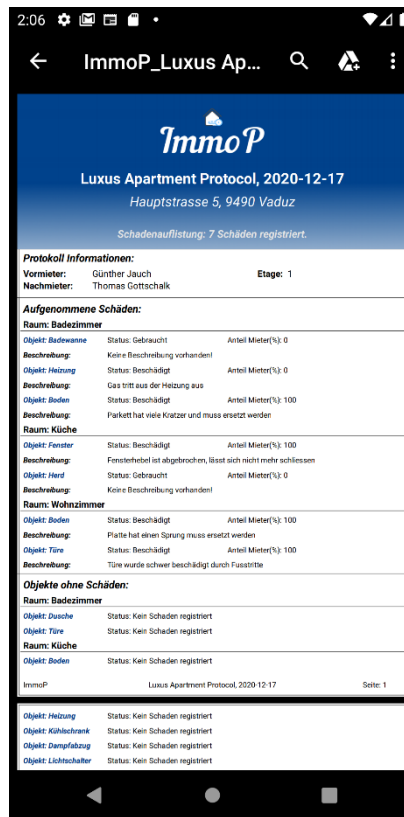 2:06
ImmoP_Luxus Ap...
ImmoP
Luxus Apartment Protocol, 2020-12-17
Hauptstrasse 5, 9490 Vaduz
Schadenauflistung: 7 Schäden registriert.
Protokoll Informationen:
Vormieter: Günther Jauch Etage: 1
Nachmieter: Thomas Gottschalk
Aufgenommene Schäden:
Raum: Badezimmer
Objekt: Badewanne Status: Gebraucht Anteil Mieter(%): 0
Beschreibung: Keine Beschreibung vorhanden!
Objekt: Heizung Status: Beschädigt Anteil Mieter(%): 0
Beschreibung: Gas tritt aus der Heizung aus
Objekt: Boden Status: Beschädigt Anteil Mieter(%): 100
Beschreibung: Parkett hat viele Kratzer und muss ersetzt werden
Raum: Küche
Objekt: Fenster Status: Beschädigt Anteil Mieter(%): 100
Beschreibung: Fensterhebel ist abgebrochen, lässt sich nicht mehr schliessen
Objekt: Herd Status: Gebraucht Anteil Mieter(%): 0
Beschreibung: Keine Beschreibung vorhanden!
Raum: Wohnzimmer
Objekt: Boden Status: Beschädigt Anteil Mieter(%): 100
Beschreibung: Platte hat einen Sprung muss ersetzt werden
Objekt: Türe Status: Beschädigt Anteil Mieter(%): 100
Beschreibung: Türe wurde schwer beschädigt durch Fusstritte
Objekte ohne Schäden:
Raum: Badezimmer
Objekt: Dusche Status: Kein Schaden registriert
Objekt: Türe Status: Kein Schaden registriert
Raum: Küche
Objekt: Boden Status: Kein Schaden registriert
ImmoP Luxus Apartment Protocol, 2020-12-17 Seite: 1
Objekt: Heizung Status: Kein Schaden registriert
Objekt: Kühlschrank Status: Kein Schaden registriert
Objekt: Dampfabzug Status: Kein Schaden registriert
Objekt: Lichtschalter Status: Kein Schaden registriert